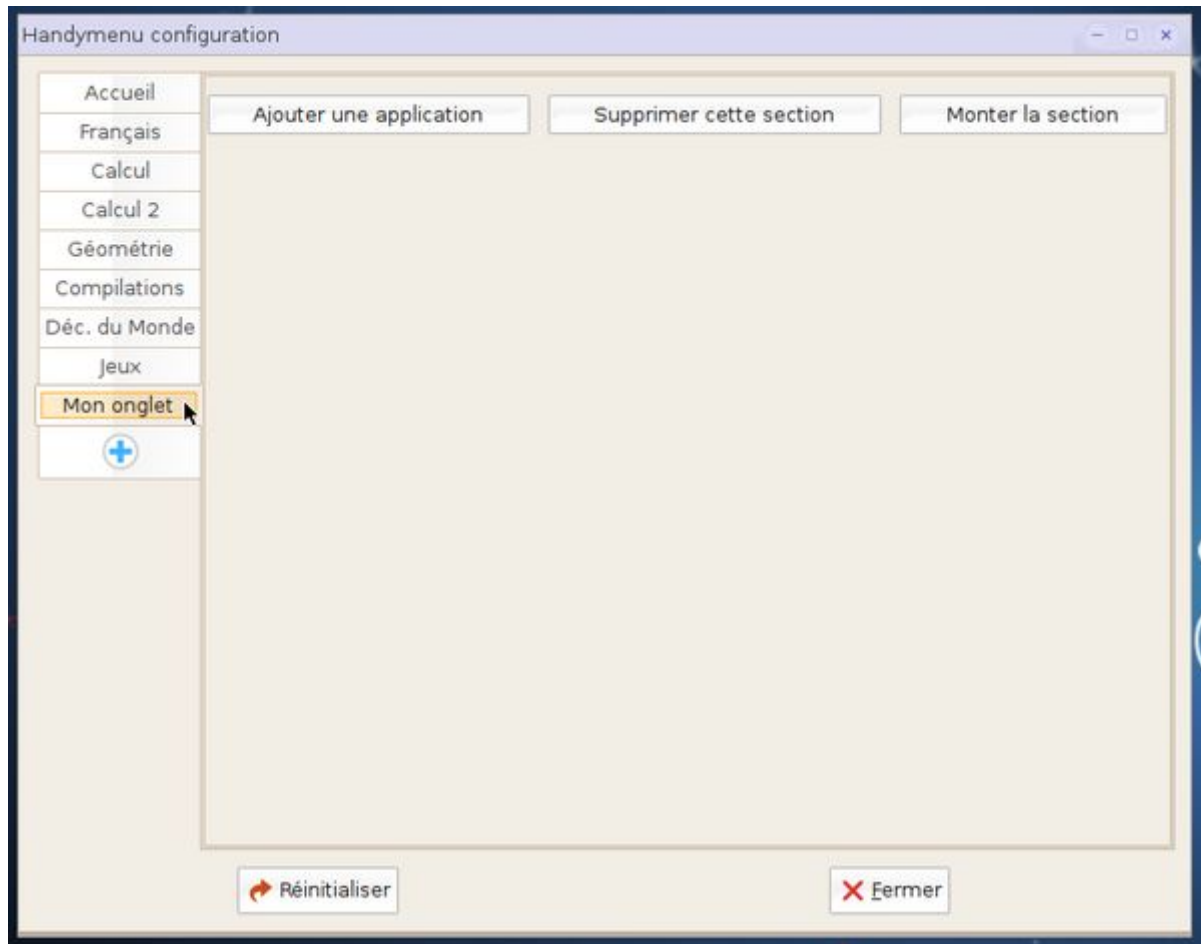 Handymenu configuration
Accueil
Français
Calcul
Calcul 2
Géométrie
Compilations
Déc. du Monde
Jeux
Mon onglet
Ajouter une application
Supprimer cette section
Monter la section
Réinitialiser
Fermer